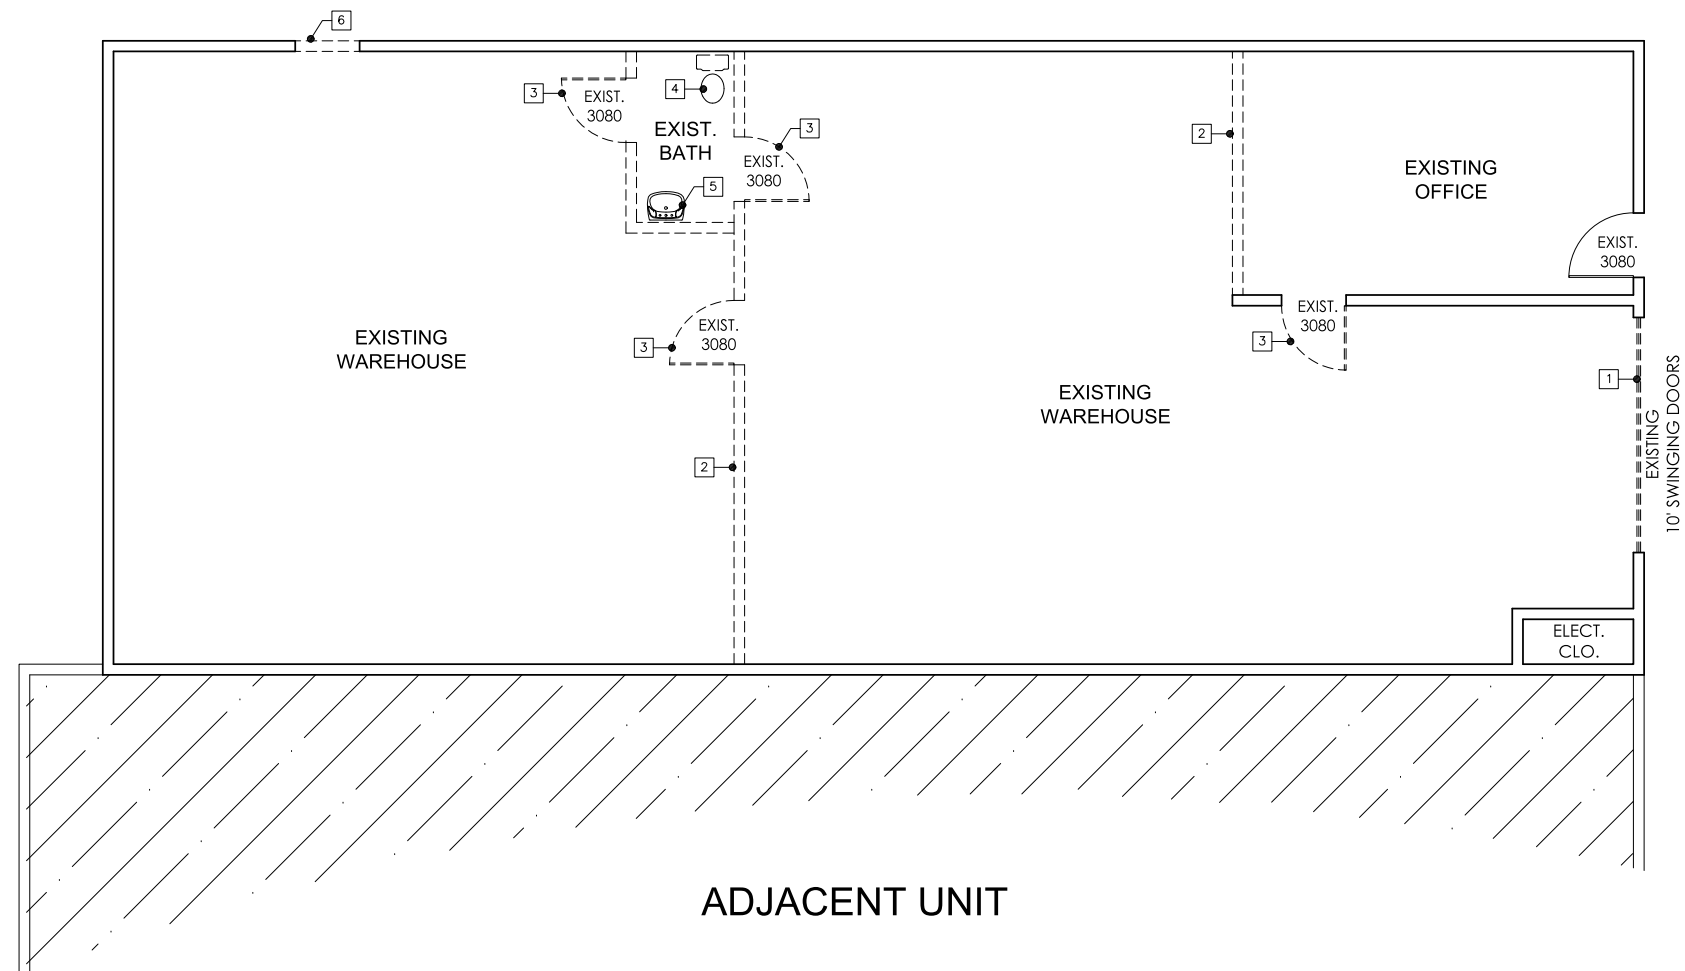 6
3
EXIST.
3080
4
EXIST.
BATH
3
EXIST.
3080
5
2
EXISTING
OFFICE
EXIST.
3080
EXISTING
WAREHOUSE
3
EXIST.
3080
EXIST.
3080
3
1
EXISTING
10' SWINGING DOORS
EXISTING
WAREHOUSE
2
ELECT.
CLO.
ADJACENT UNIT